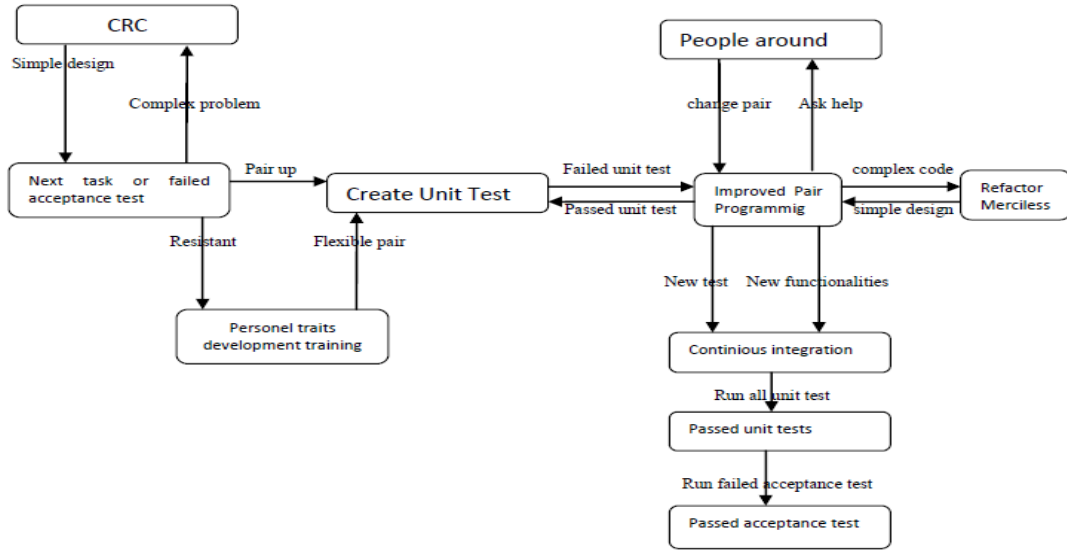 CRC
People around
Simple design
Complex problem
change pair
Ask help
Next task or failed
acceptance test
Pair up
Create Unit Test
Failed unit test
Passed unit test
Improved Pair
Programmig
complex code
simple design
Refactor
Merciless
Resistant
Flexible pair
New test
New functionalities
Personel traits
development training
Continious integration
Run all unit test
Passed unit tests
Run failed acceptance test
Passed acceptance test